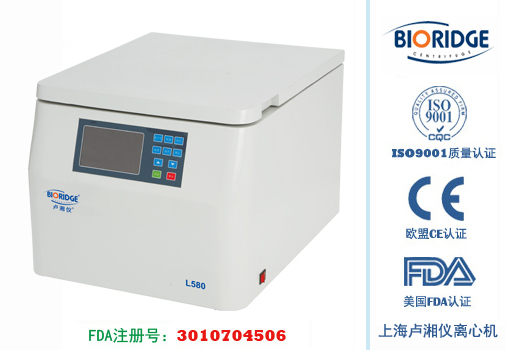 BIORIDGE
卢湘仪
L580
FDA注册号：3010704506
BIORIDGE
CENTRIFUGE
QUALITY ASSURED FIRM
ISO
9001
CQC
ISO9001质量认证
CE
欧盟CE认证
FDA
美国FDA认证
上海卢湘仪离心机